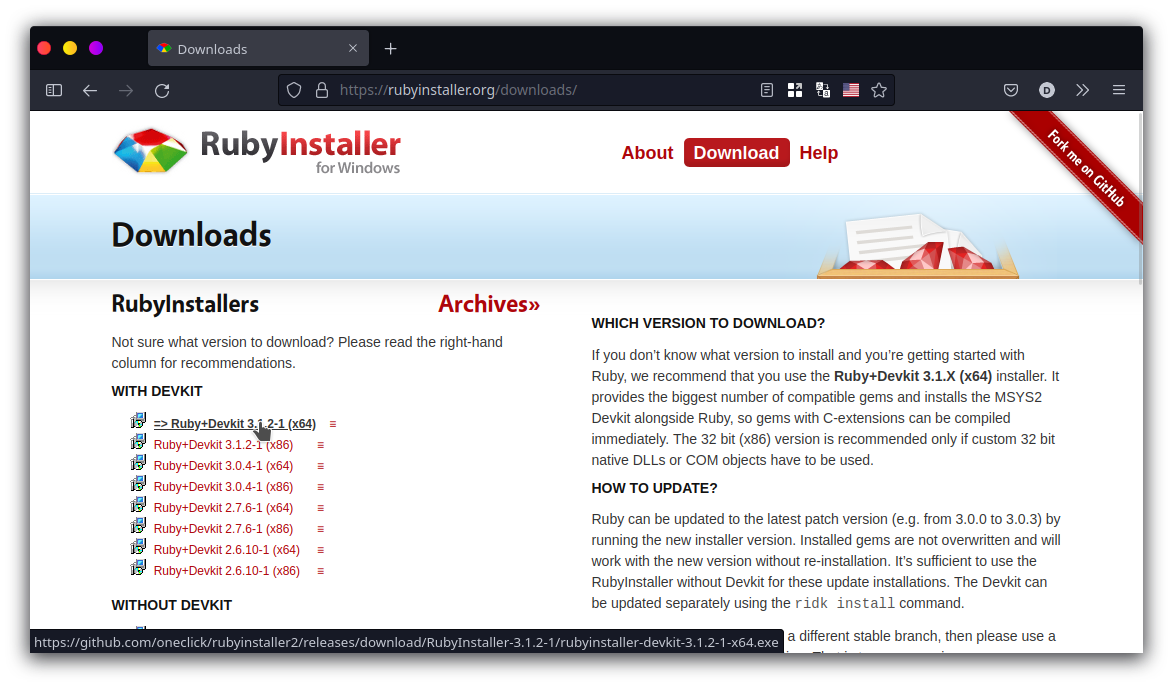 Downloads
https://rubyinstaller.org/downloads/
D
RubyInstaller
for Windows
About Download Help
Fork me on GitHub
Downloads
RubyInstallers Archives»
Not sure what version to download? Please read the right-hand
column for recommendations.
WITH DEVKIT
=> Ruby+Devkit 3.1.2-1 (x64)
Ruby+Devkit 3.1.2-1 (x86)
Ruby+Devkit 3.0.4-1 (x64)
Ruby+Devkit 3.0.4-1 (x86)
Ruby+Devkit 2.7.6-1 (x64)
Ruby+Devkit 2.7.6-1 (x86)
Ruby+Devkit 2.6.10-1 (x64)
Ruby+Devkit 2.6.10-1 (x86)
WITHOUT DEVKIT
WHICH VERSION TO DOWNLOAD?
If you don’t know what version to install and you’re getting started with
Ruby, we recommend that you use the Ruby+Devkit 3.1.X (x64) installer. It
provides the biggest number of compatible gems and installs the MSYS2
Devkit alongside Ruby, so gems with C-extensions can be compiled
immediately. The 32 bit (x86) version is recommended only if custom 32 bit
native DLLs or COM objects have to be used.
HOW TO UPDATE?
Ruby can be updated to the latest patch version (e.g. from 3.0.0 to 3.0.3) by
running the new installer version. Installed gems are not overwritten and will
work with the new version without re-installation. It’s sufficient to use the
RubyInstaller without Devkit for these update installations. The Devkit can
be updated separately using the ridk install command.
a different stable branch, then please use a
https://github.com/oneclick/rubyinstaller2/releases/download/RubyInstaller-3.1.2-1/rubyinstaller-devkit-3.1.2-1-x64.exe